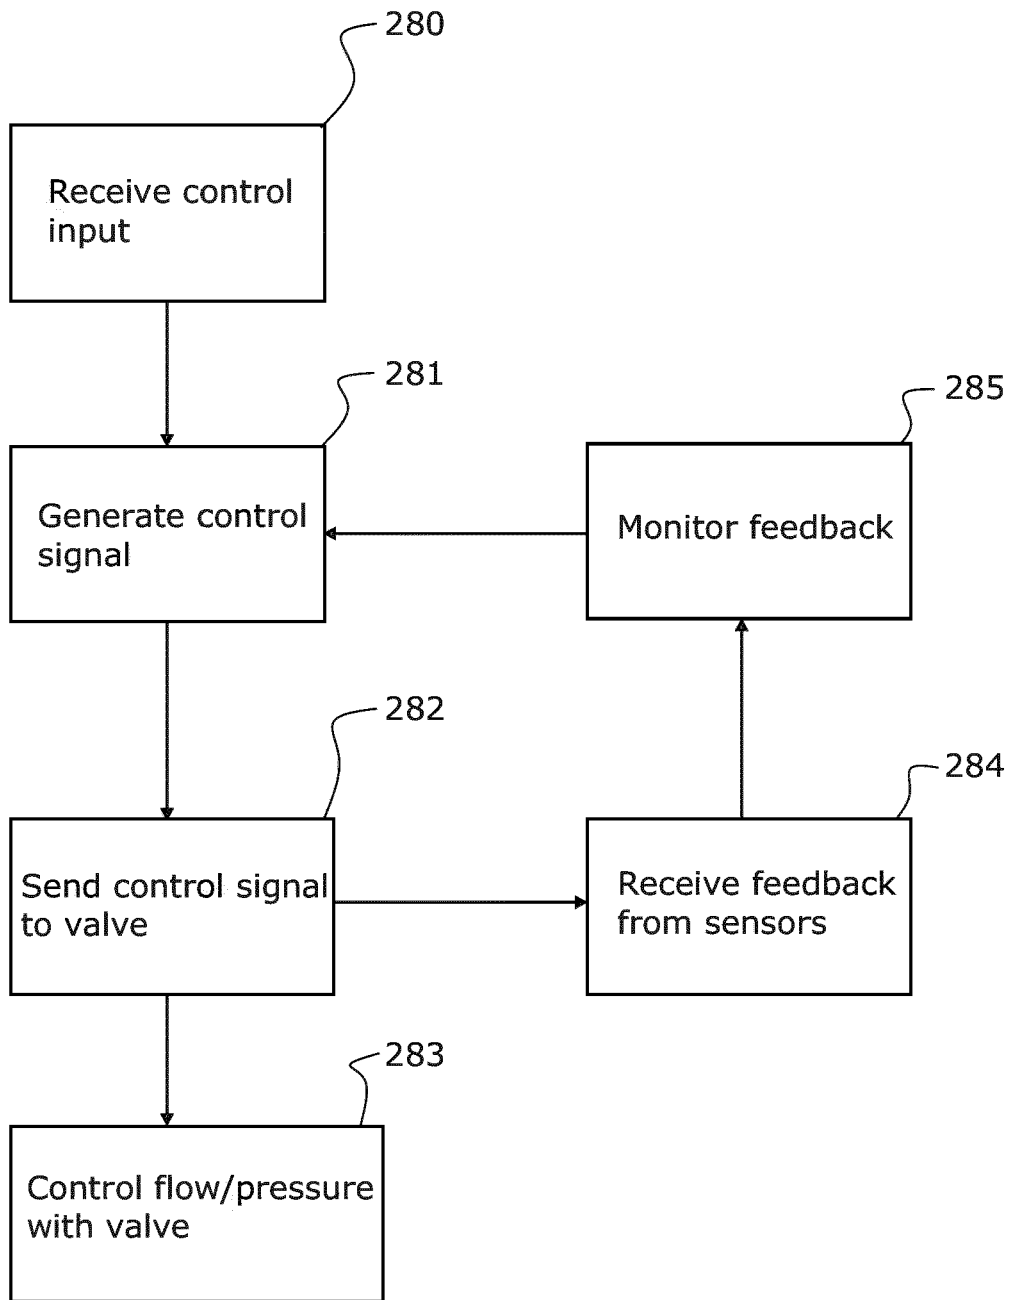 280
Receive control
input
281
Generate control
signal
285
Monitor feedback
282
Send control signal
to valve
284
Receive feedback
from sensors
283
Control flow/pressure
with valve